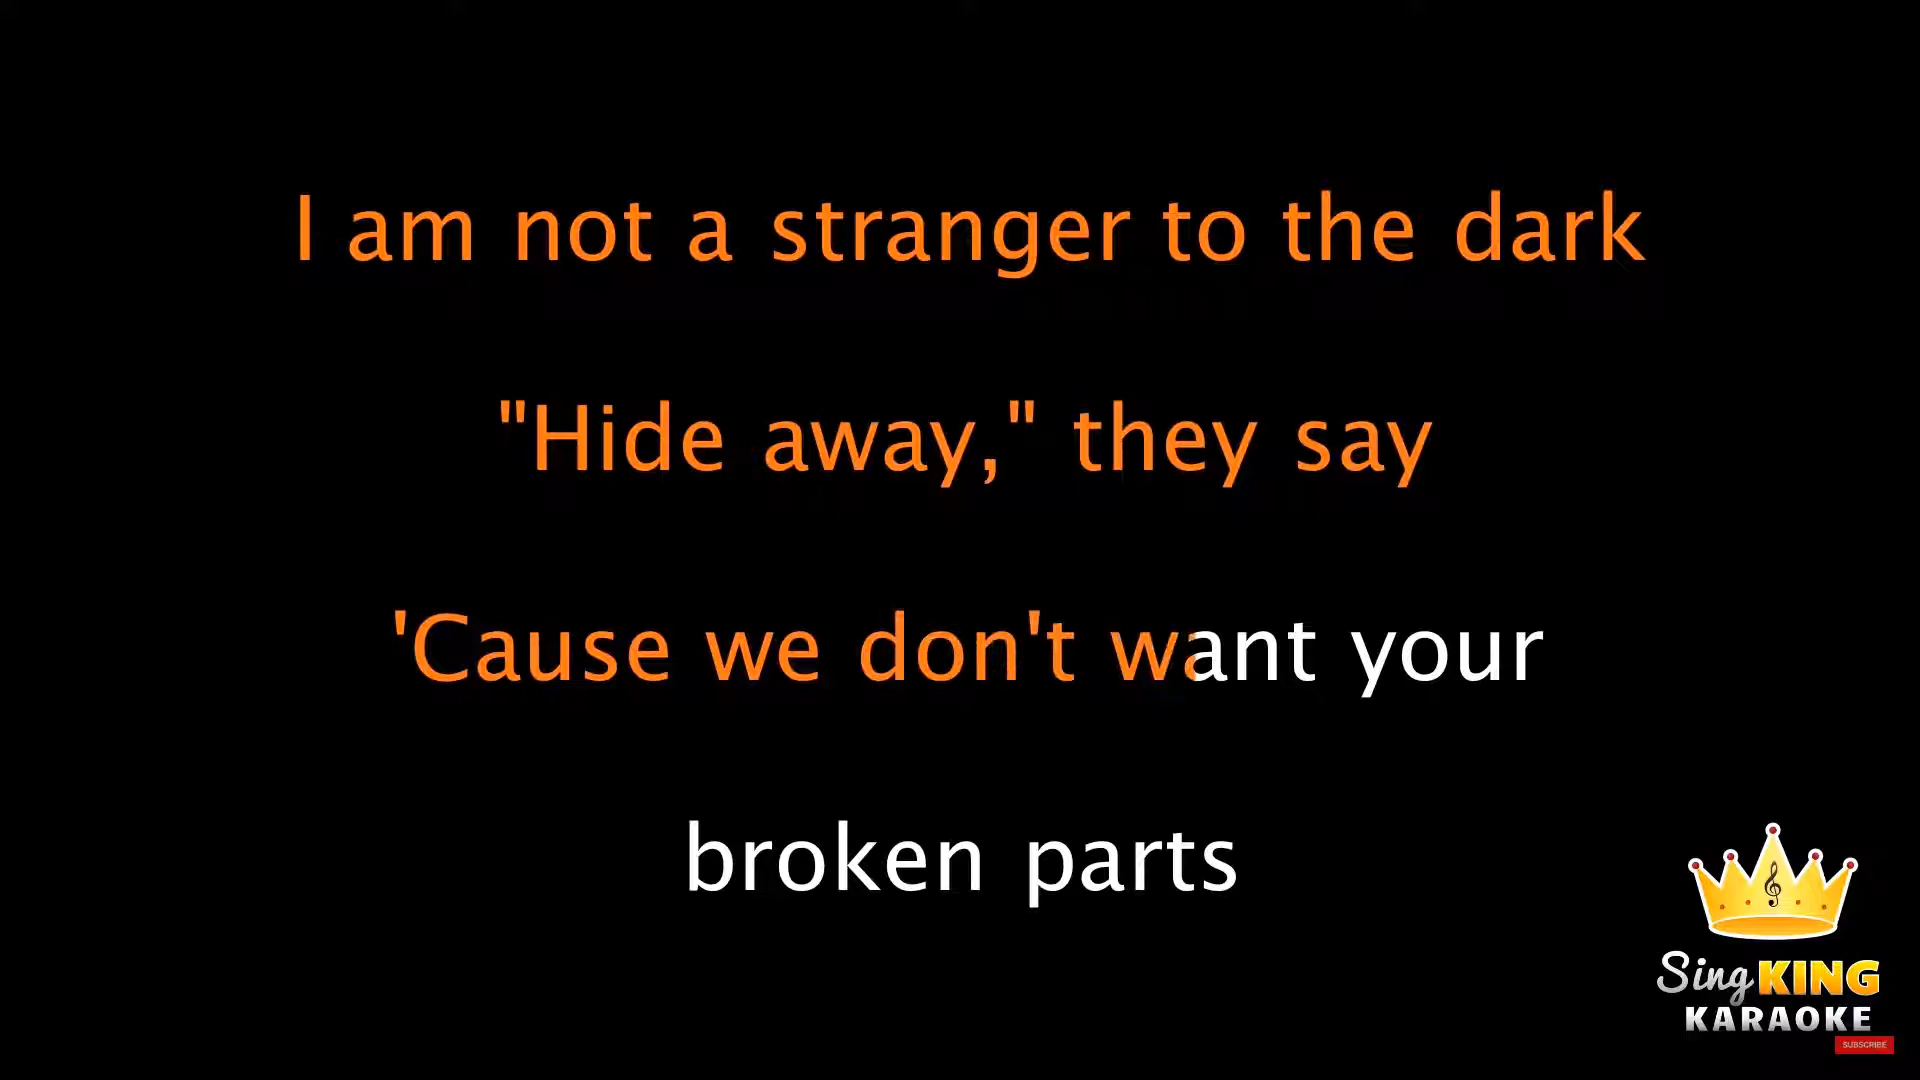 I am not a stranger to the dark
"Hide away," they say
'Cause we don't want your
broken parts
Sing KING
KARAOKE
SUBSCRIBE